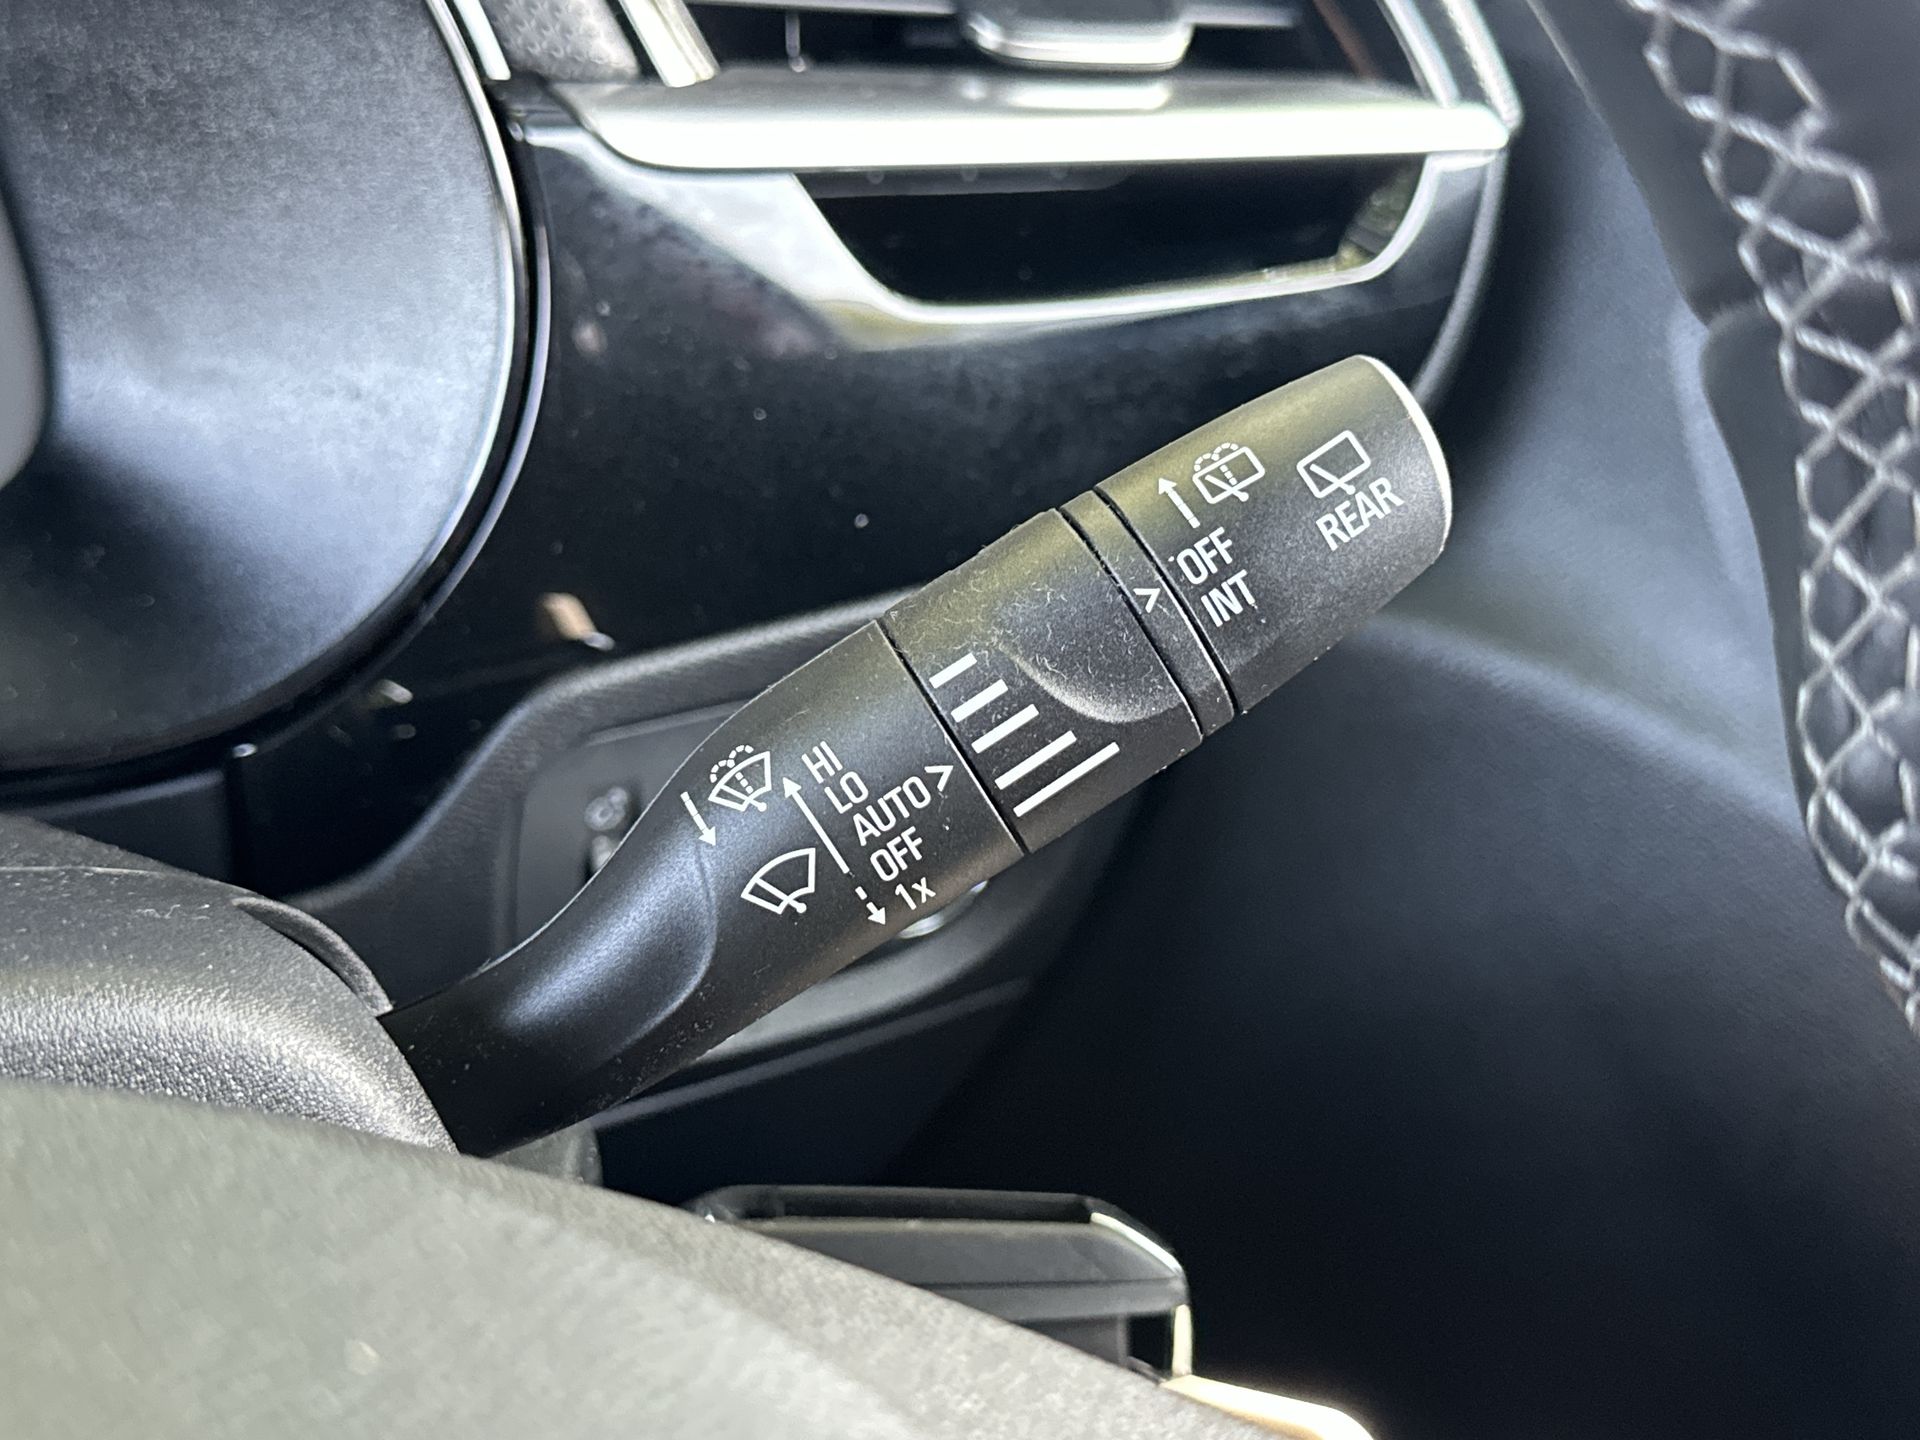 HI
LO
AUTO >
OFF
1x
>
OFF
INT
REAR